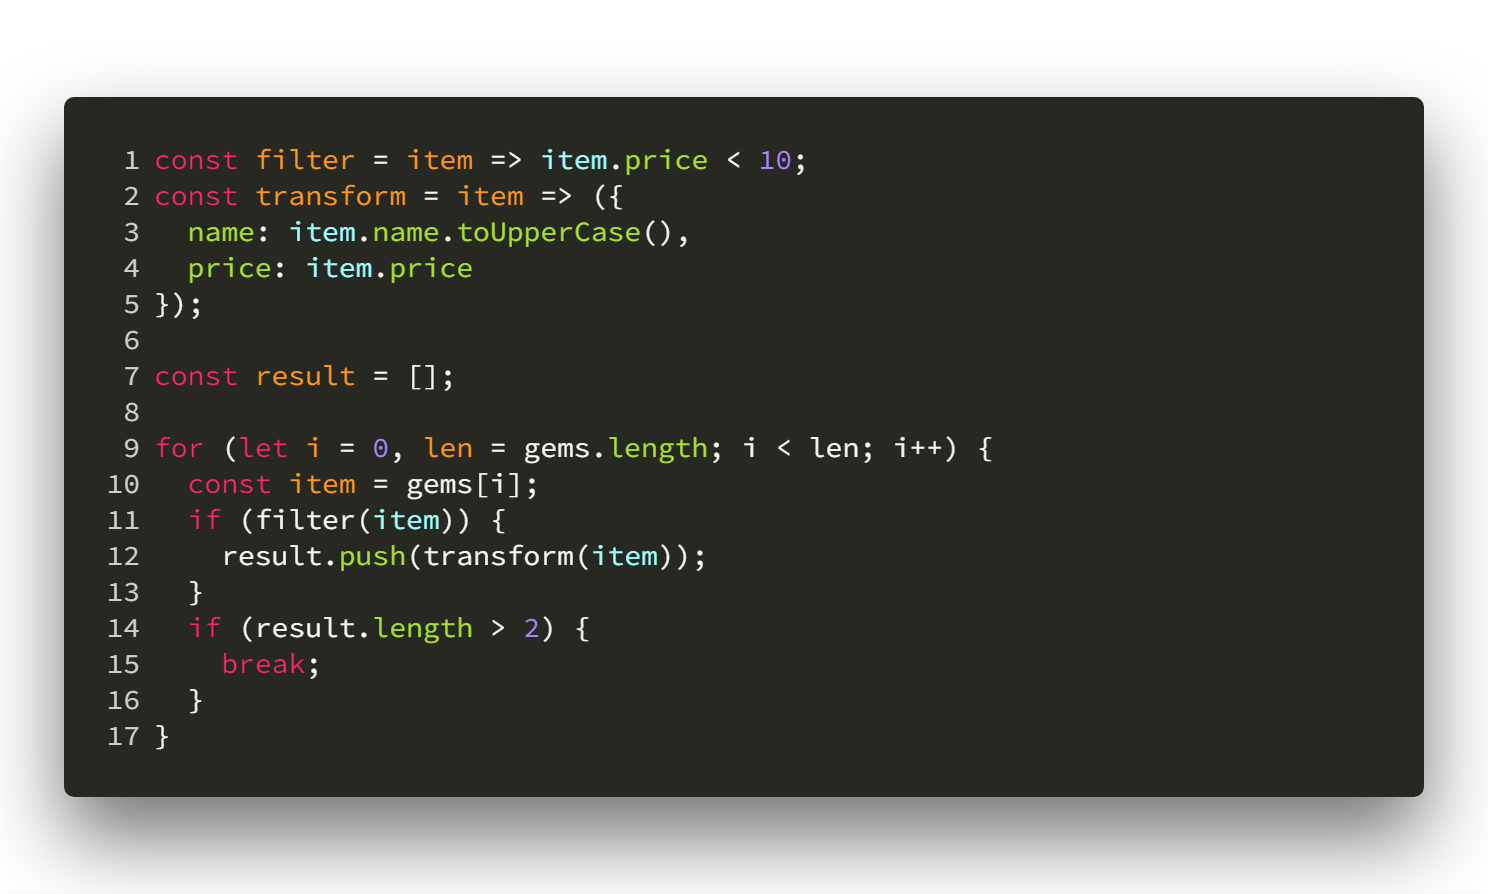 1 const filter = item => item.price < 10;
2 const transform = item => ({
3   name: item.name.toUpperCase(),
4   price: item.price
5 });
6
7 const result = [];
8
9 for (let i = 0, len = gems.length; i < len; i++) {
10   const item = gems[i];
11   if (filter(item)) {
12     result.push(transform(item));
13   }
14   if (result.length > 2) {
15     break;
16   }
17 }